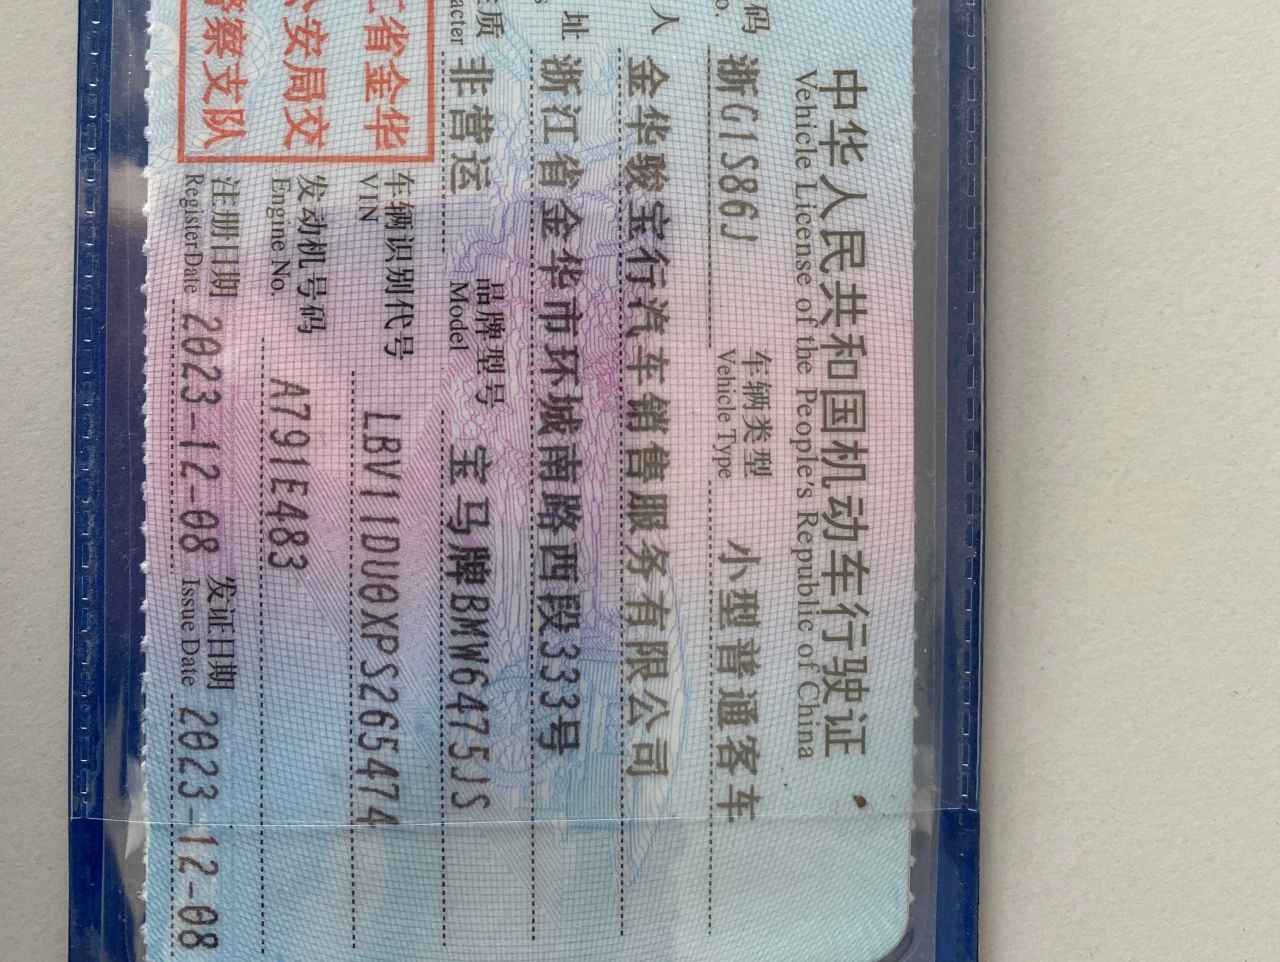 中华人民共和国机动车行驶证
Vehicle License of the People's Republic of China
码 浙G1S86J 车辆类型 小型普通客车
No. Vehicle Type
人 金华骏宝行汽车销售服务有限公司
址 浙江省金华市环城南路西段333号
质 非营运 品牌型号 宝马牌BMW6475JS
acter Model
省金华
安局交
察支队
车辆识别代号 LBV11DU0XPS265474
VIN
发动机号码 A791E483
Engine No.
注册日期 2023-12-08 发证日期 2023-12-08
Register Date Issue Date